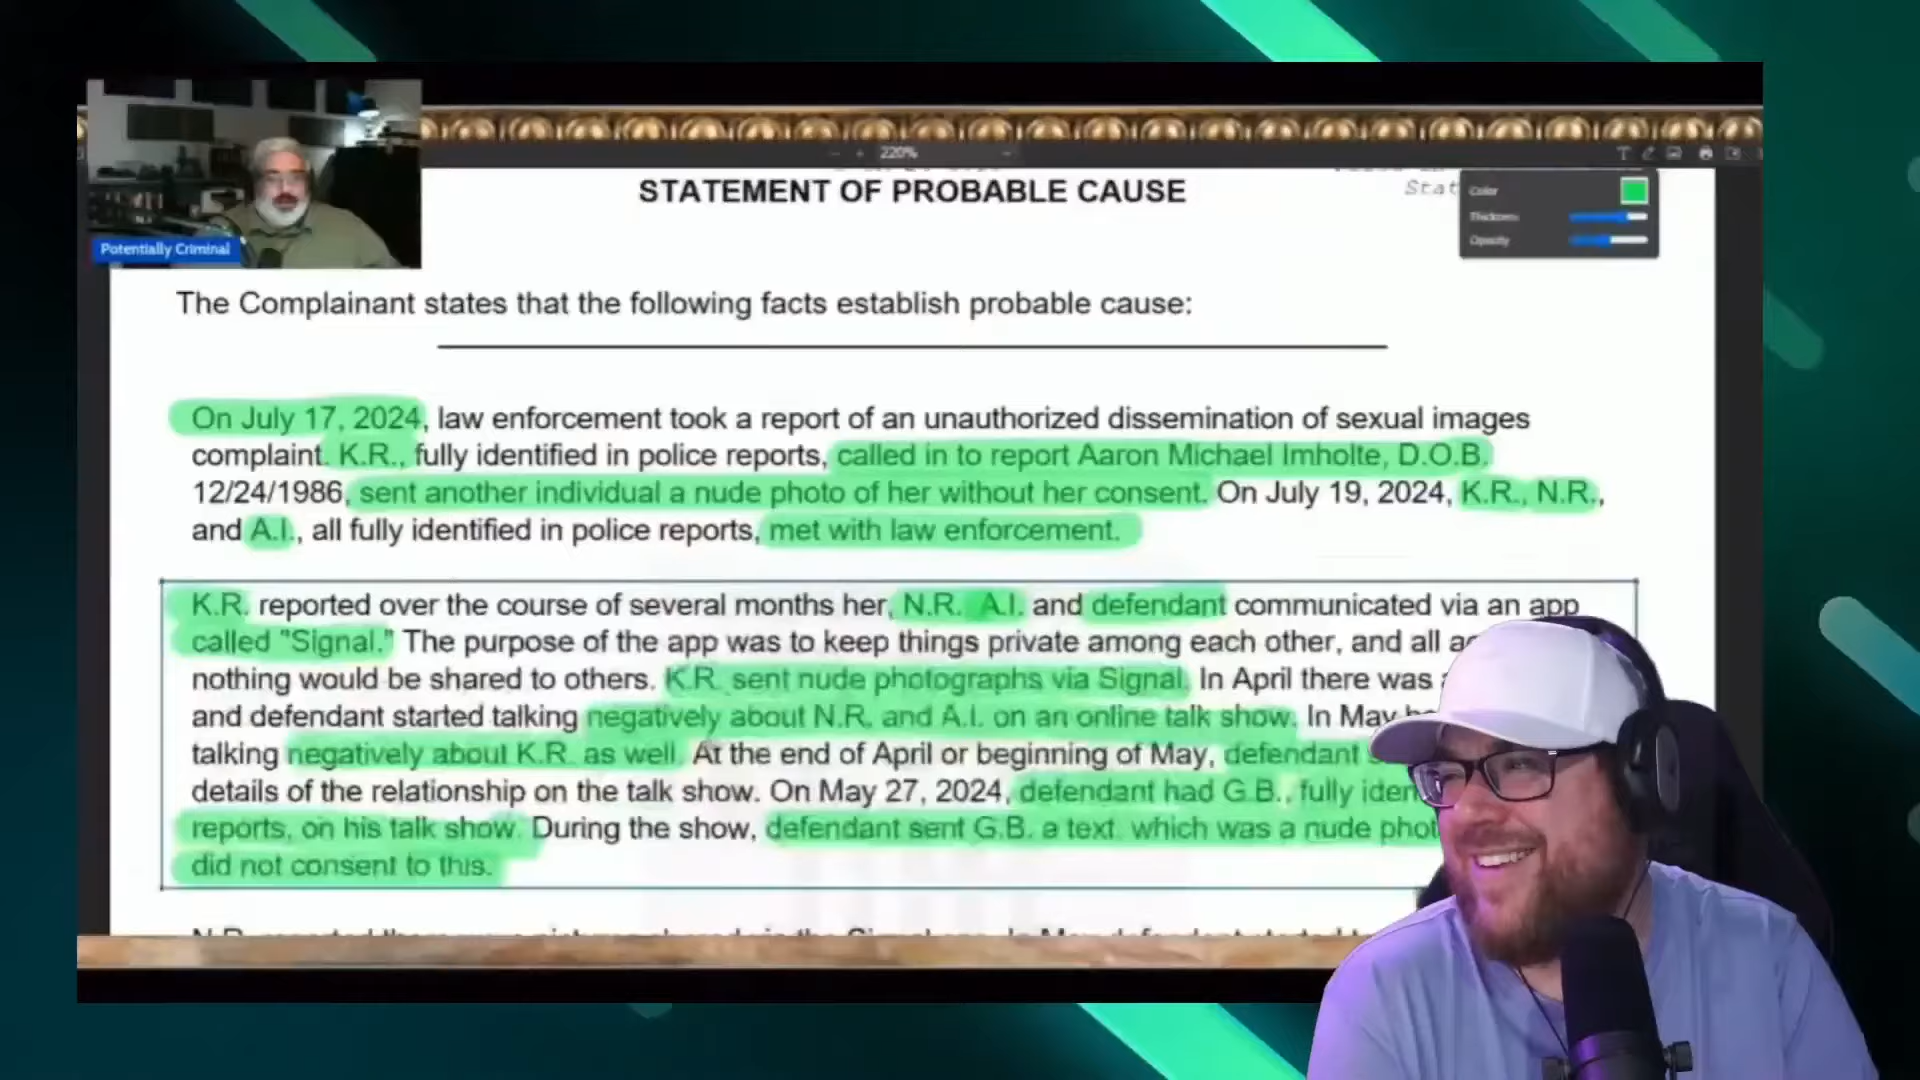 220%
STATEMENT OF PROBABLE CAUSE
Stat
Color
Thickness
Opacity
Potentially Criminal
The Complainant states that the following facts establish probable cause:
On July 17, 2024, law enforcement took a report of an unauthorized dissemination of sexual images
complaint. K.R., fully identified in police reports, called in to report Aaron Michael Imholte, D.O.B.
12/24/1986, sent another individual a nude photo of her without her consent. On July 19, 2024, K.R., N.R.,
and A.I., all fully identified in police reports, met with law enforcement.
K.R. reported over the course of several months her, N.R. A.I. and defendant communicated via an app
called "Signal." The purpose of the app was to keep things private among each other, and all
nothing would be shared to others. K.R. sent nude photographs via Signal. In April there was
and defendant started talking negatively about N.R. and A.I. on an online talk show. In May
talking negatively about K.R. as well. At the end of April or beginning of May, defendant
details of the relationship on the talk show. On May 27, 2024, defendant had G.B., fully
reports, on his talk show. During the show, defendant sent G.B. a text, which was a nude
did not consent to this.